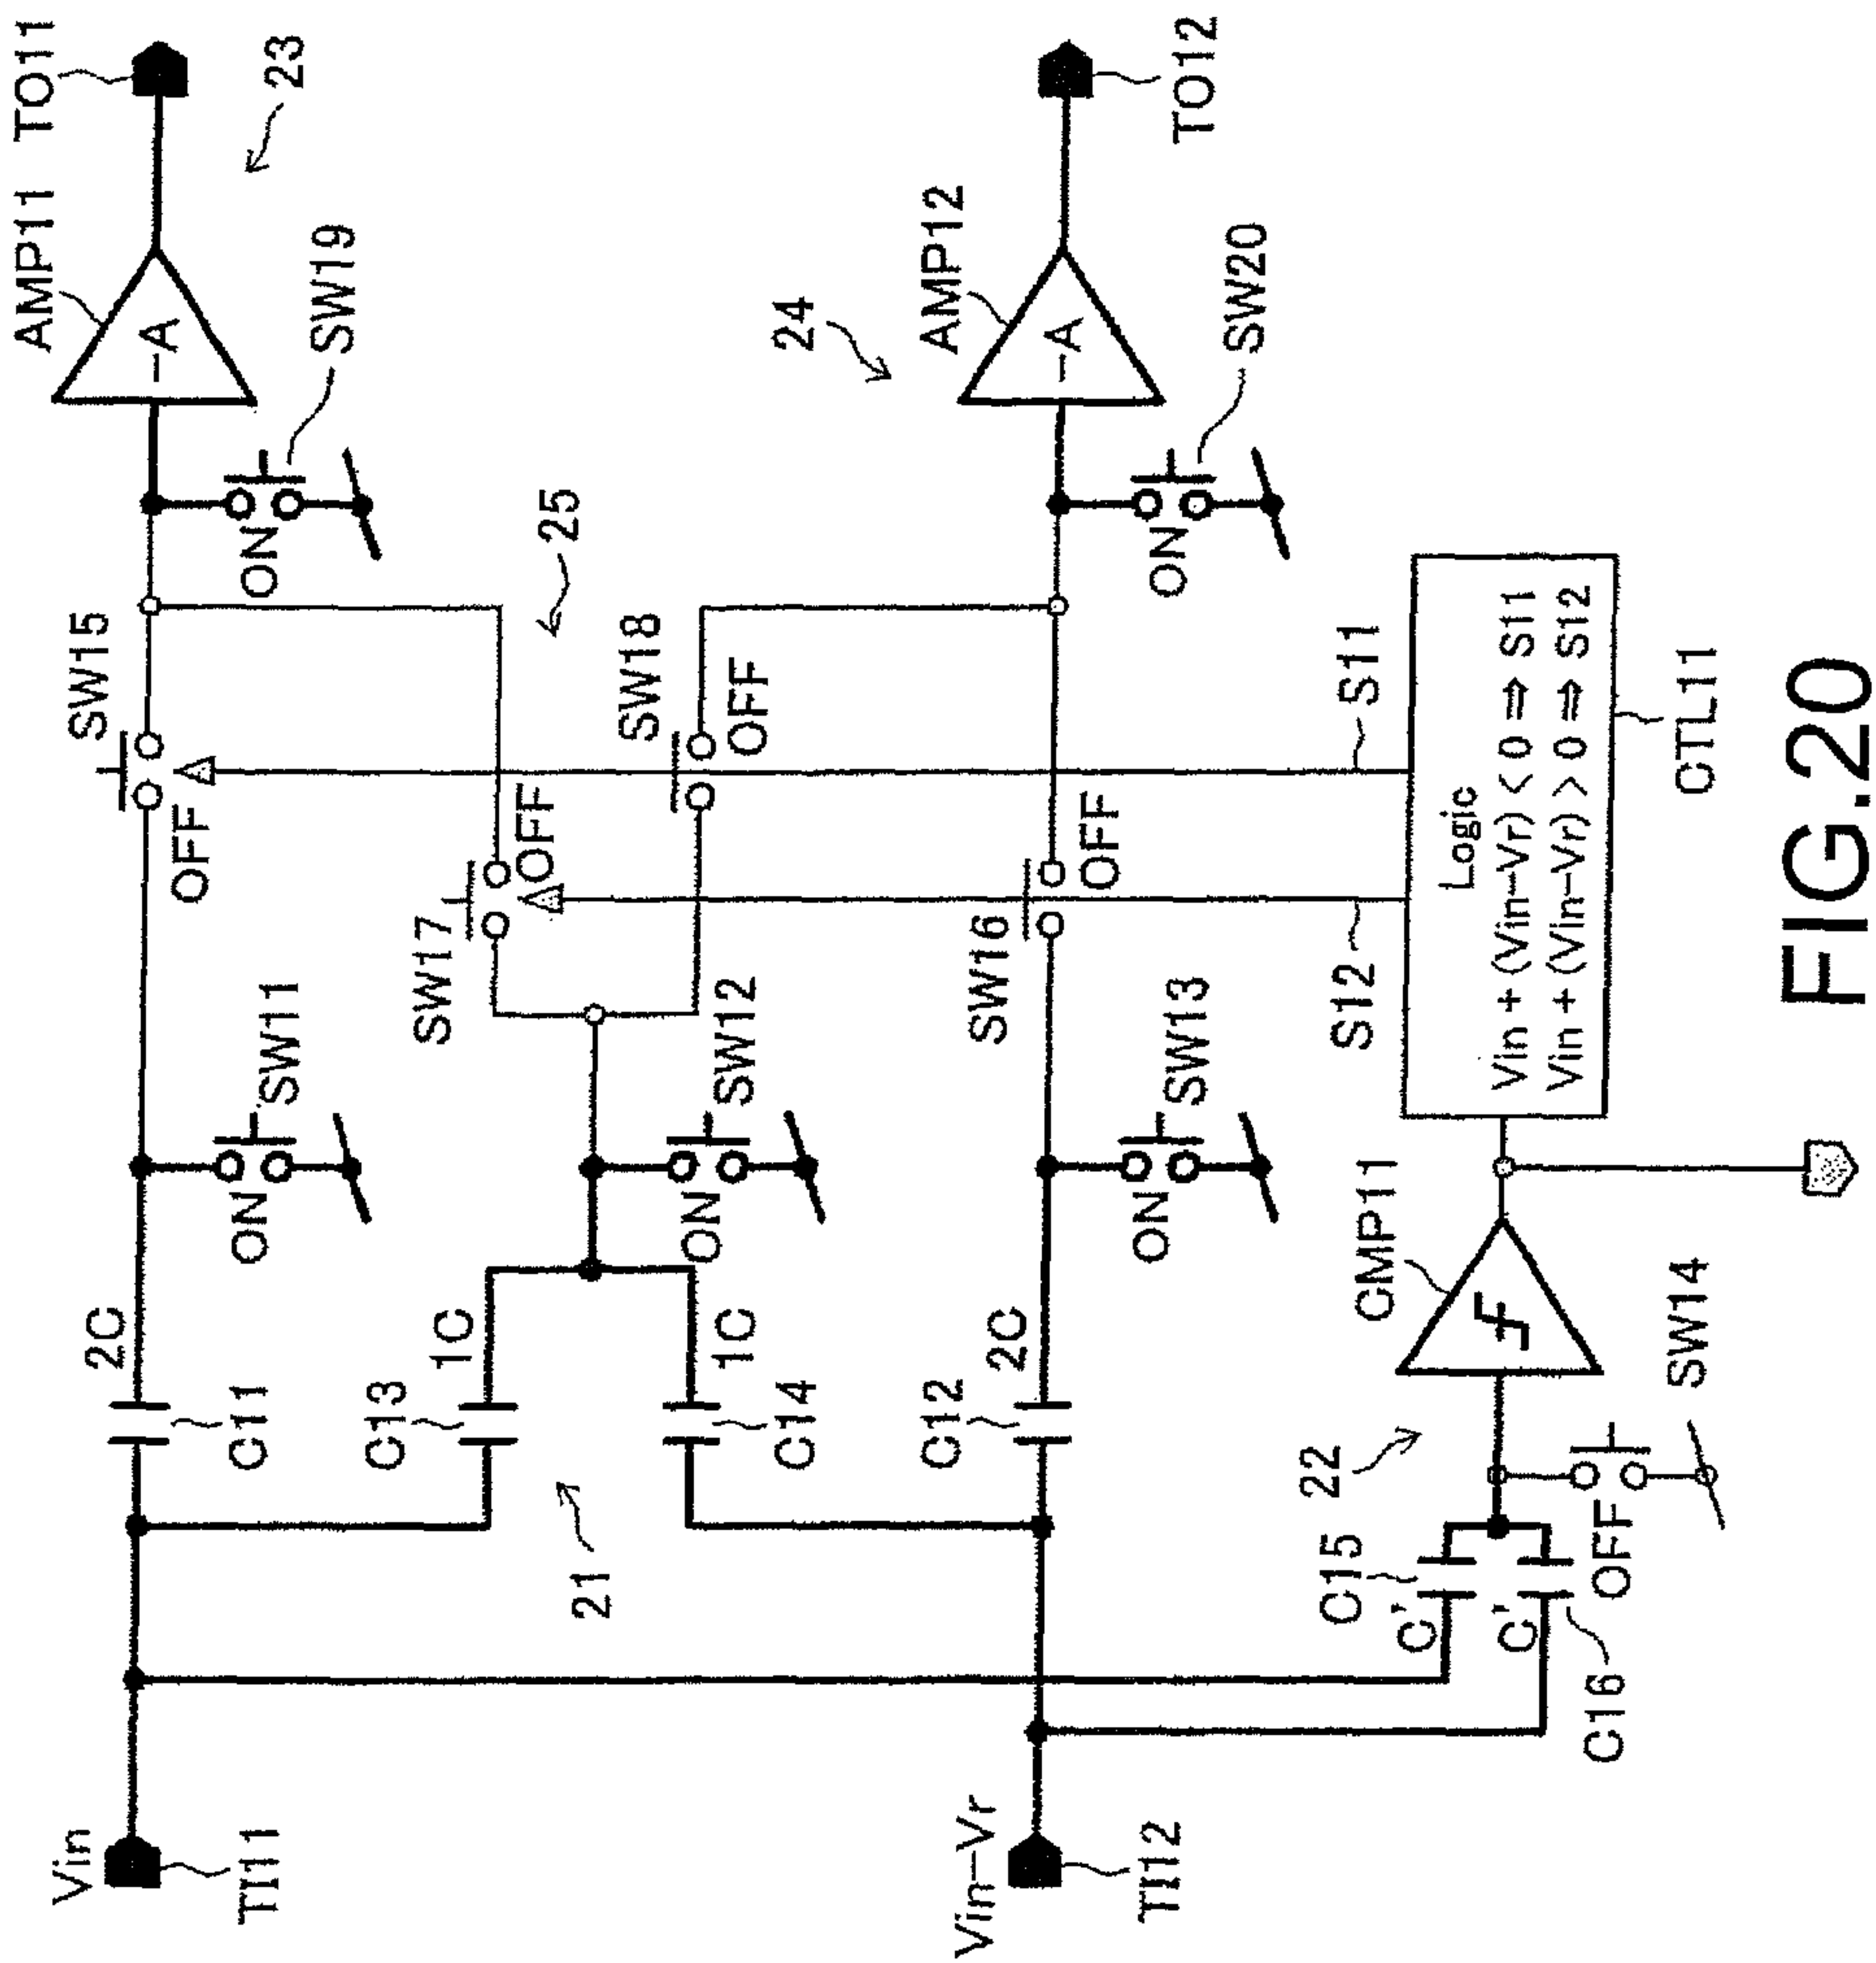 Vin
TI11
2C
C11
ON
SW11
OFF
SW15
ON
SW19
AMP11
-A
TO11
23
21
C13
1C
C14
1C
ON
SW12
SW17
OFF
SW18
OFF
25
Vin-Vr
TI12
C12
2C
ON
SW13
SW16
OFF
ON
SW20
24
AMP12
-A
TO12
C15
C'
C'
C16
22
OFF
SW14
CMP11
S12
S11
Logic
Vin + (Vin-Vr) < 0 ⇒ S11
Vin + (Vin-Vr) > 0 ⇒ S12
CTL11
FIG.20